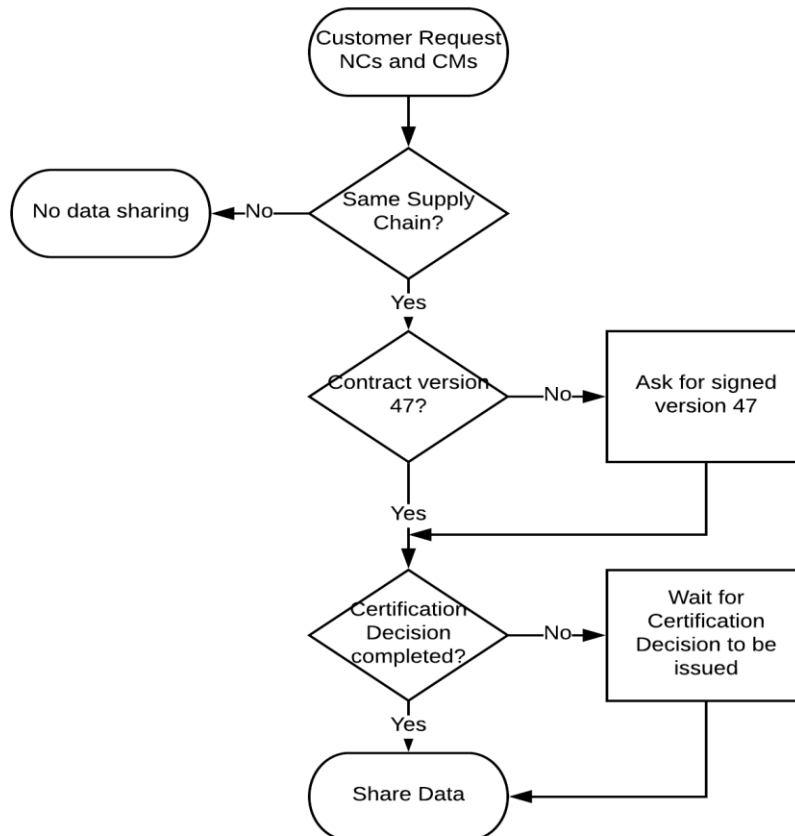 Customer Request
NCs and CMs
Same Supply
Chain?
No
No data sharing
Yes
Contract version
47?
No
Ask for signed
version 47
Yes
Certification
Decision
completed?
No
Wait for
Certification
Decision to be
issued
Yes
Share Data